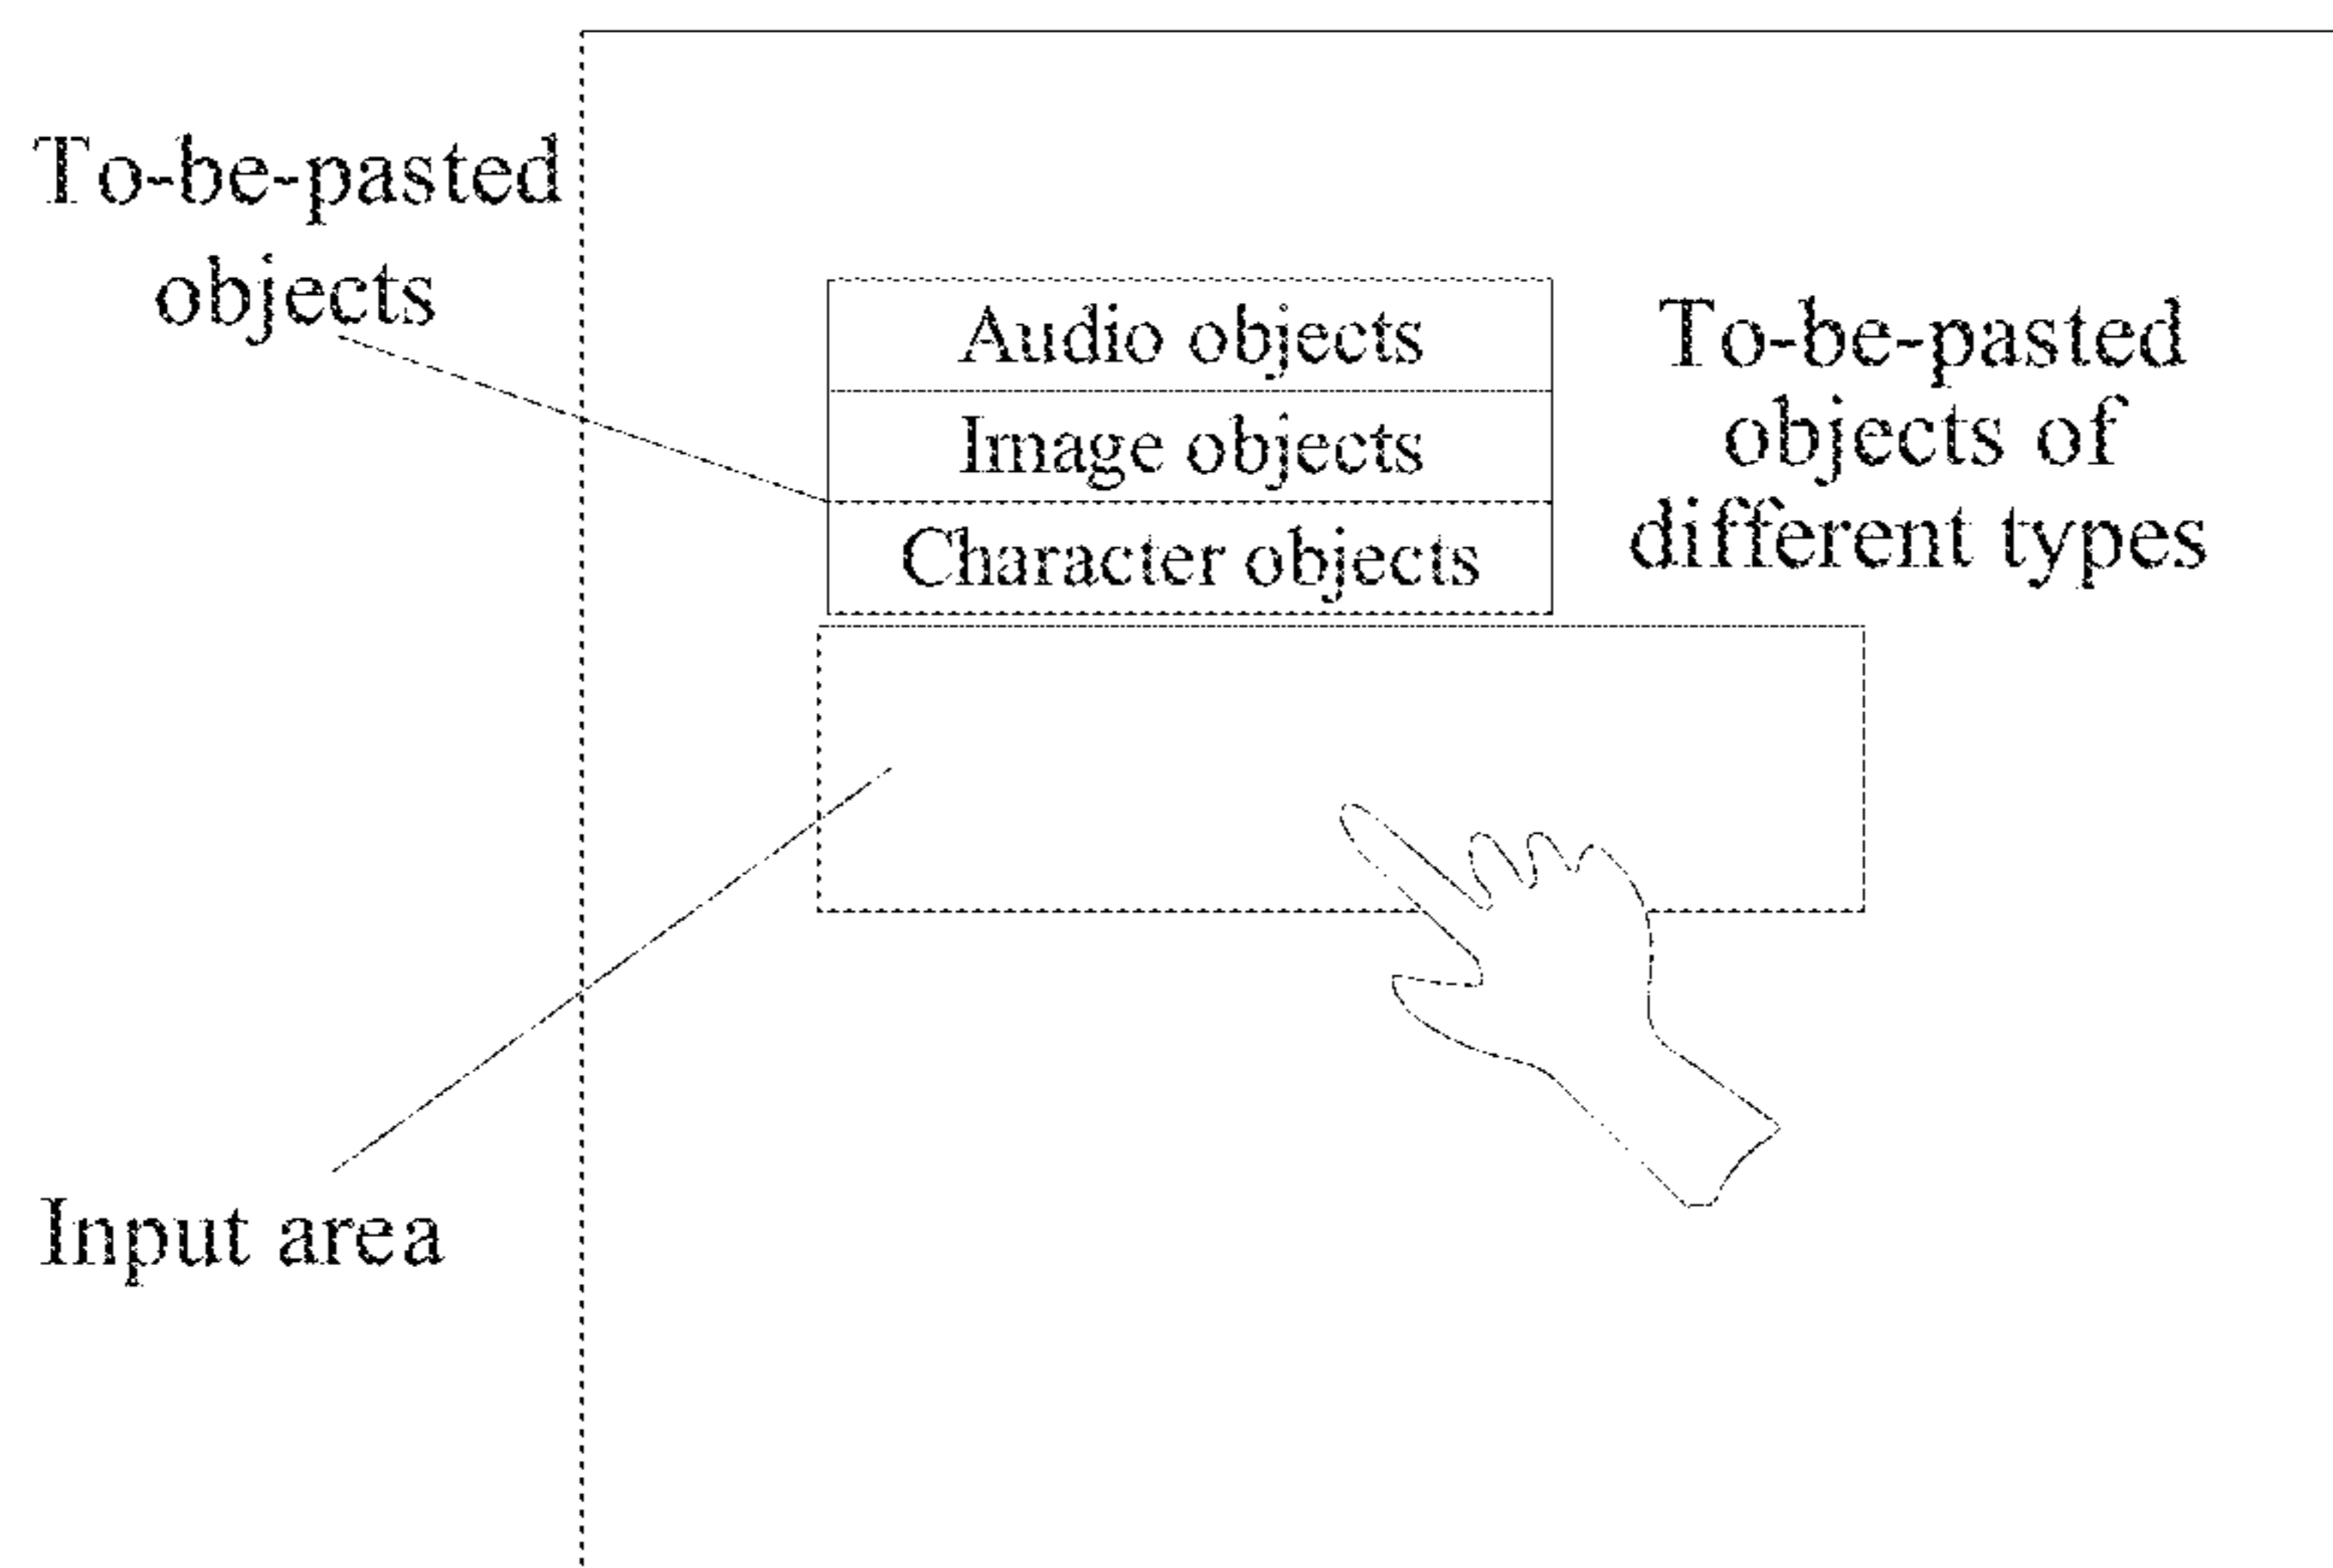 To-be-pasted
objects
Audio objects
Image objects
Character objects
To-be-pasted
objects of
different types
Input area